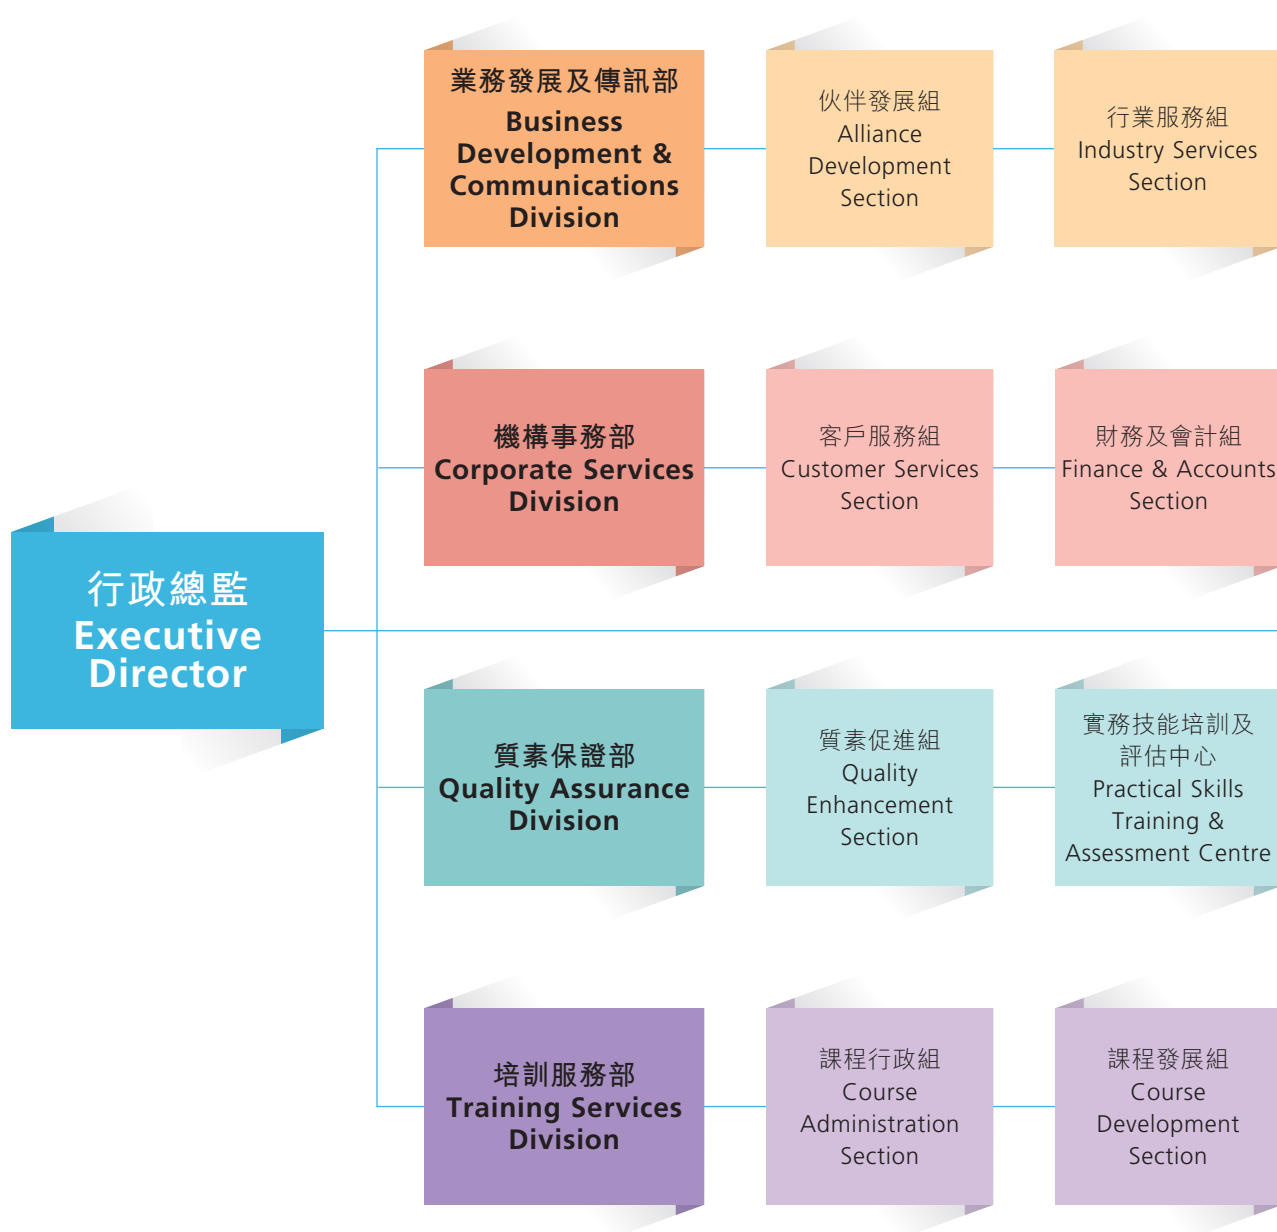 業務發展及傳訊部
Business
Development &
Communications
Division
伙伴發展組
Alliance
Development
Section
行業服務組
Industry Services
Section
機構事務部
Corporate Services
Division
客戶服務組
Customer Services
Section
財務及會計組
Finance & Accounts
Section
行政總監
Executive
Director
質素保證部
Quality Assurance
Division
質素促進組
Quality
Enhancement
Section
實務技能培訓及
評估中心
Practical Skills
Training &
Assessment Centre
培訓服務部
Training Services
Division
課程行政組
Course
Administration
Section
課程發展組
Course
Development
Section